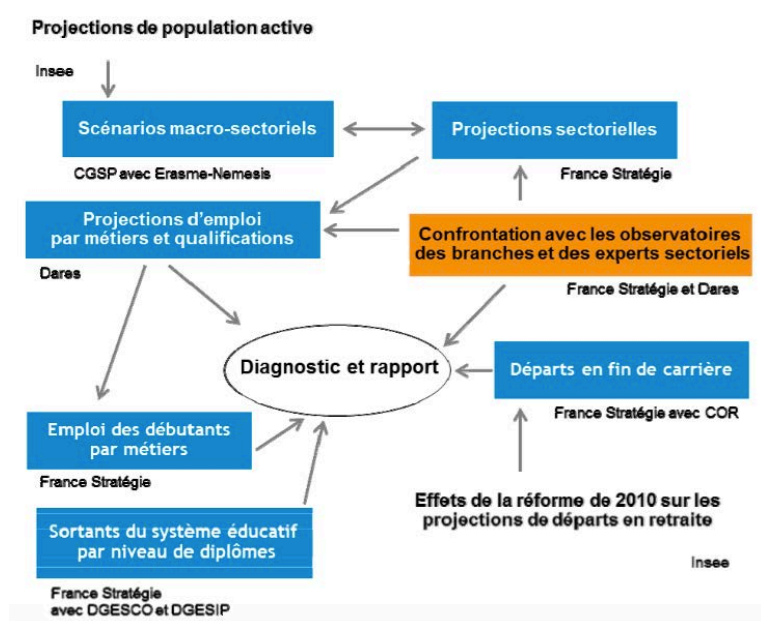 Projections de population active
Insee
Scénarios macro-sectoriels
Projections sectorielles
CGSP avec Erasme-Nemesis
France Stratégie
Projections d'emploi
par métiers et qualifications
Confrontation avec les observatoires
des branches et des experts sectoriels
Dares
France Stratégie et Dares
Diagnostic et rapport
Départs en fin de carrière
France Stratégie avec COR
Emploi des débutants
par métiers
France Stratégie
Effets de la réforme de 2010 sur les
projections de départs en retraite
Insee
Sortants du système éducatif
par niveau de diplômes
France Stratégie
avec DGESCO et DGESIP